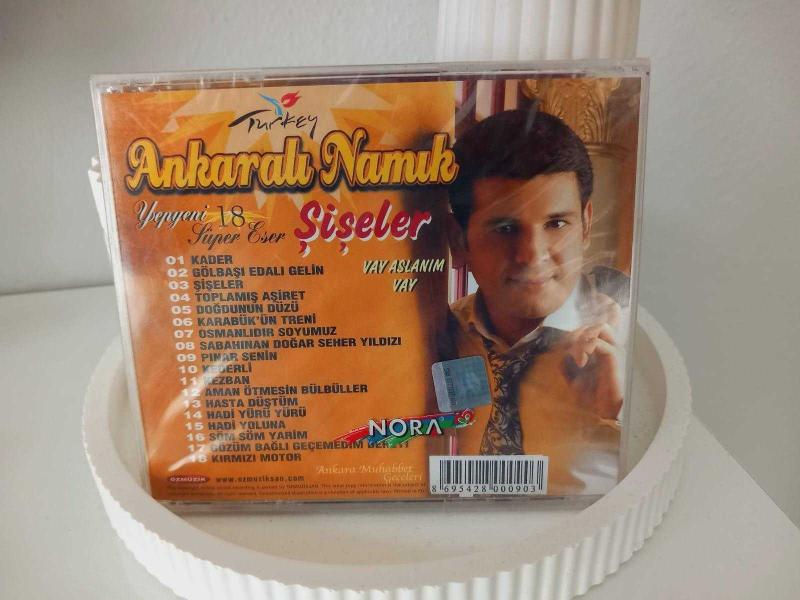 Turkey
Ankaralı Namık
Yepyeni 18
Süper Eser
Şişeler
VAY ASLANIM
VAY
01 KADER
02 GÖLBAŞI EDALI GELİN
03 ŞİŞELER
04 TOPLAMIŞ AŞİRET
05 DOĞDUNUN DÜZÜ
06 KARABÜK'ÜN TRENİ
07 OSMANLIDIR SOYUMUZ
08 SABAHINAN DOĞAR SEHER YILDIZI
09 PINAR SENİN
10 KEDERLİ
11 KEZBAN
12 AMAN ÖTMESİN BÜLBÜLLER
13 HASTA DÜŞTÜM
14 HADİ YÜRÜ YÜRÜ
15 HADİ YOLUNA
16 SÖM SÖM YARİM
17 GÖZÜM BAĞLI GEÇEMEDİM
18 KIRMIZI MOTOR
NORA
Ankara Muhabbet
Geceleri
ÖZMÜZİK
www.ozmuziksan.com
8 695428 000903